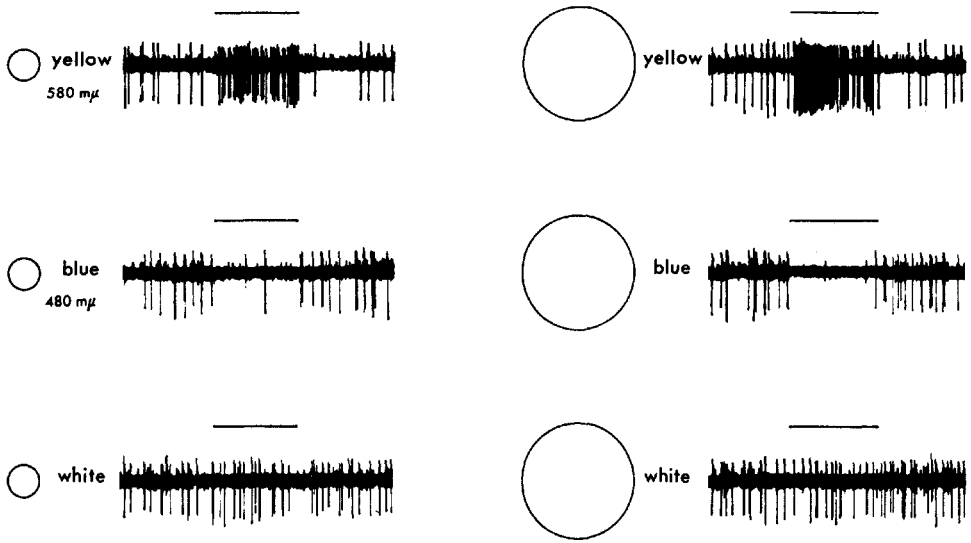 yellow
580 mμ
yellow
blue
480 mμ
blue
white
white